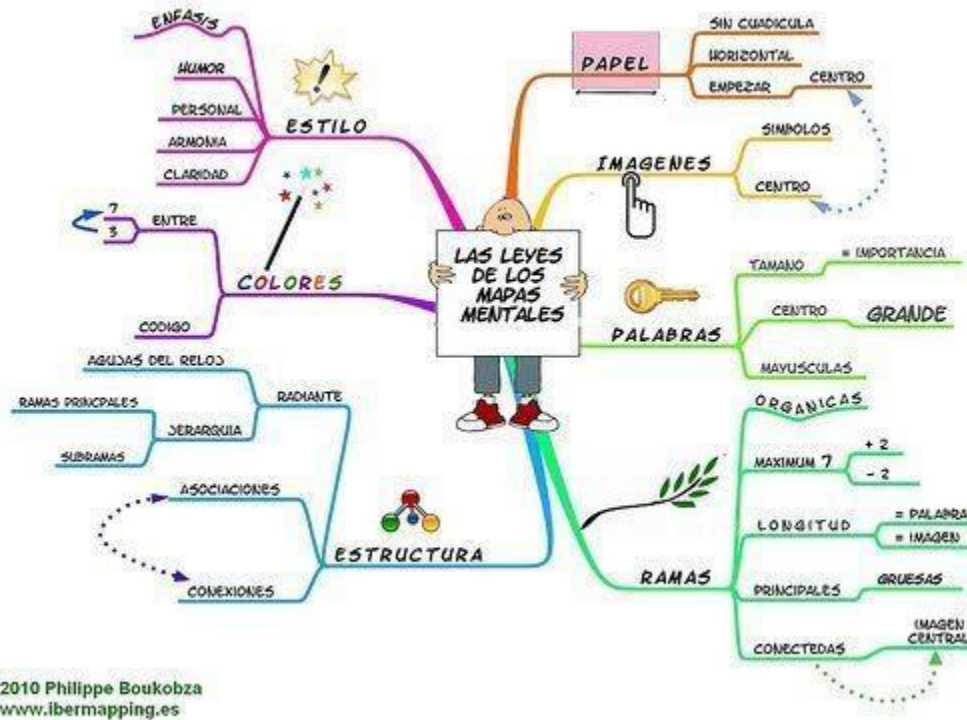 LAS LEYES
DE LOS
MAPAS
MENTALES
PAPEL
SIN CUADICULA
HORIZONTAL
EMPEZAR
CENTRO
IMAGENES
SIMBOLOS
CENTRO
PALABRAS
TAMANO
= IMPORTANCIA
CENTRO
GRANDE
MAYUSCULAS
RAMAS
ORGANICAS
MAXIMUM 7
+ 2
- 2
LONGITUD
= PALABRA
= IMAGEN
PRINCIPALES
GRUESAS
CONECTEDAS
IMAGEN
CENTRAL
ESTRUCTURA
RADIANTE
AGUJAS DEL RELOJ
JERARQUIA
RAMAS PRINCPALES
SUBRAMAS
ASOCIACIONES
CONEXIONES
COLORES
ENTRE
7
3
CODIGO
ESTILO
ENFASIS
HUMOR
PERSONAL
ARMONIA
CLARIDAD
!
2010 Philippe Boukobza
www.ibermapping.es